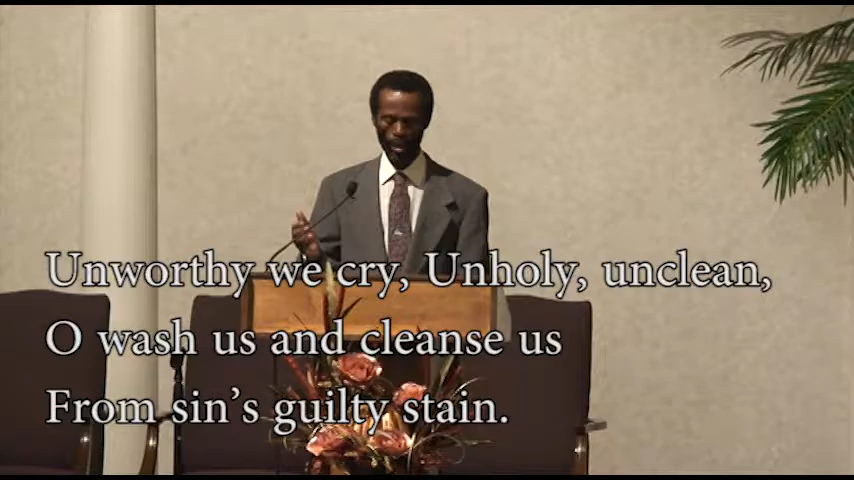 Unworthy we cry, Unholy, unclean,
O wash us and cleanse us
From sin’s guilty stain.